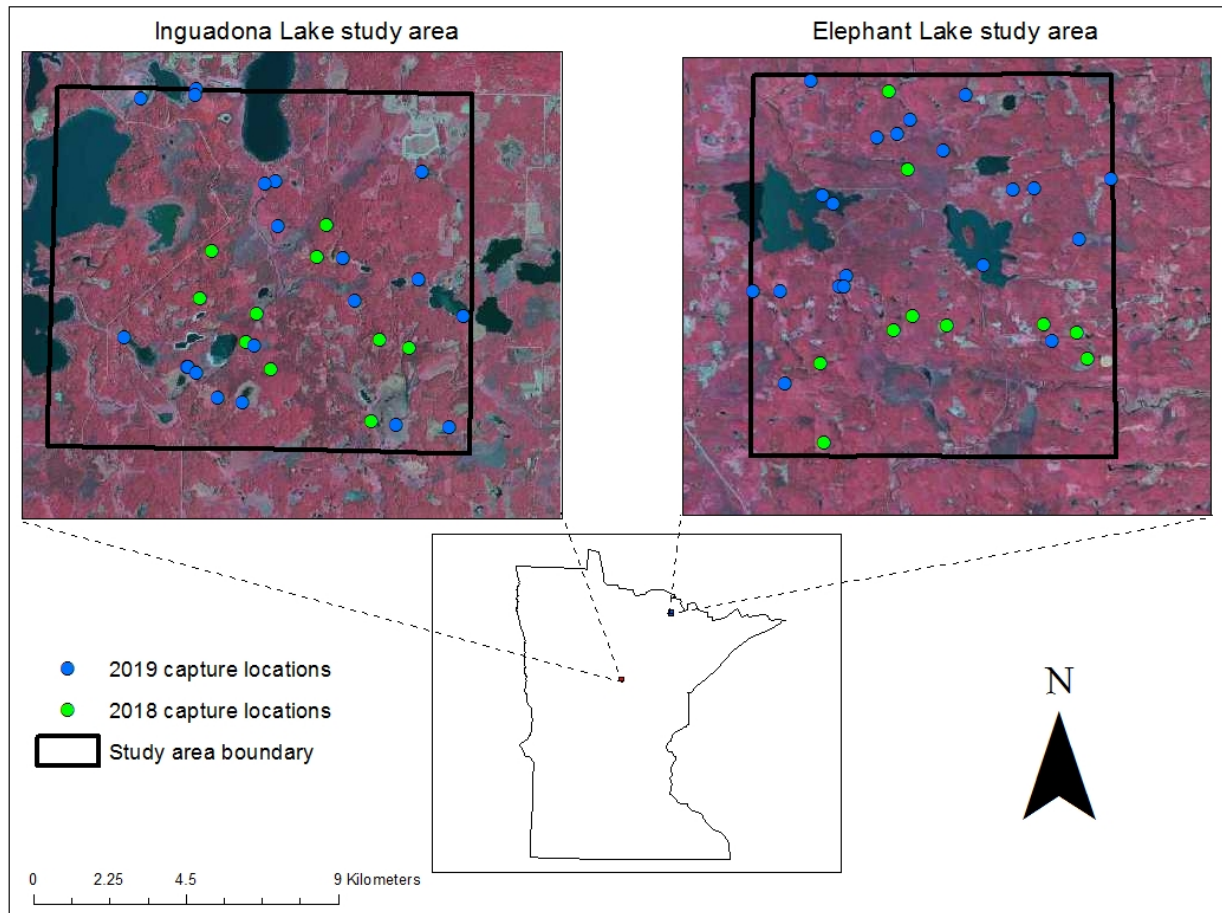 Inguadona Lake study area
Elephant Lake study area
2019 capture locations
2018 capture locations
Study area boundary
N
0 2.25 4.5 9 Kilometers